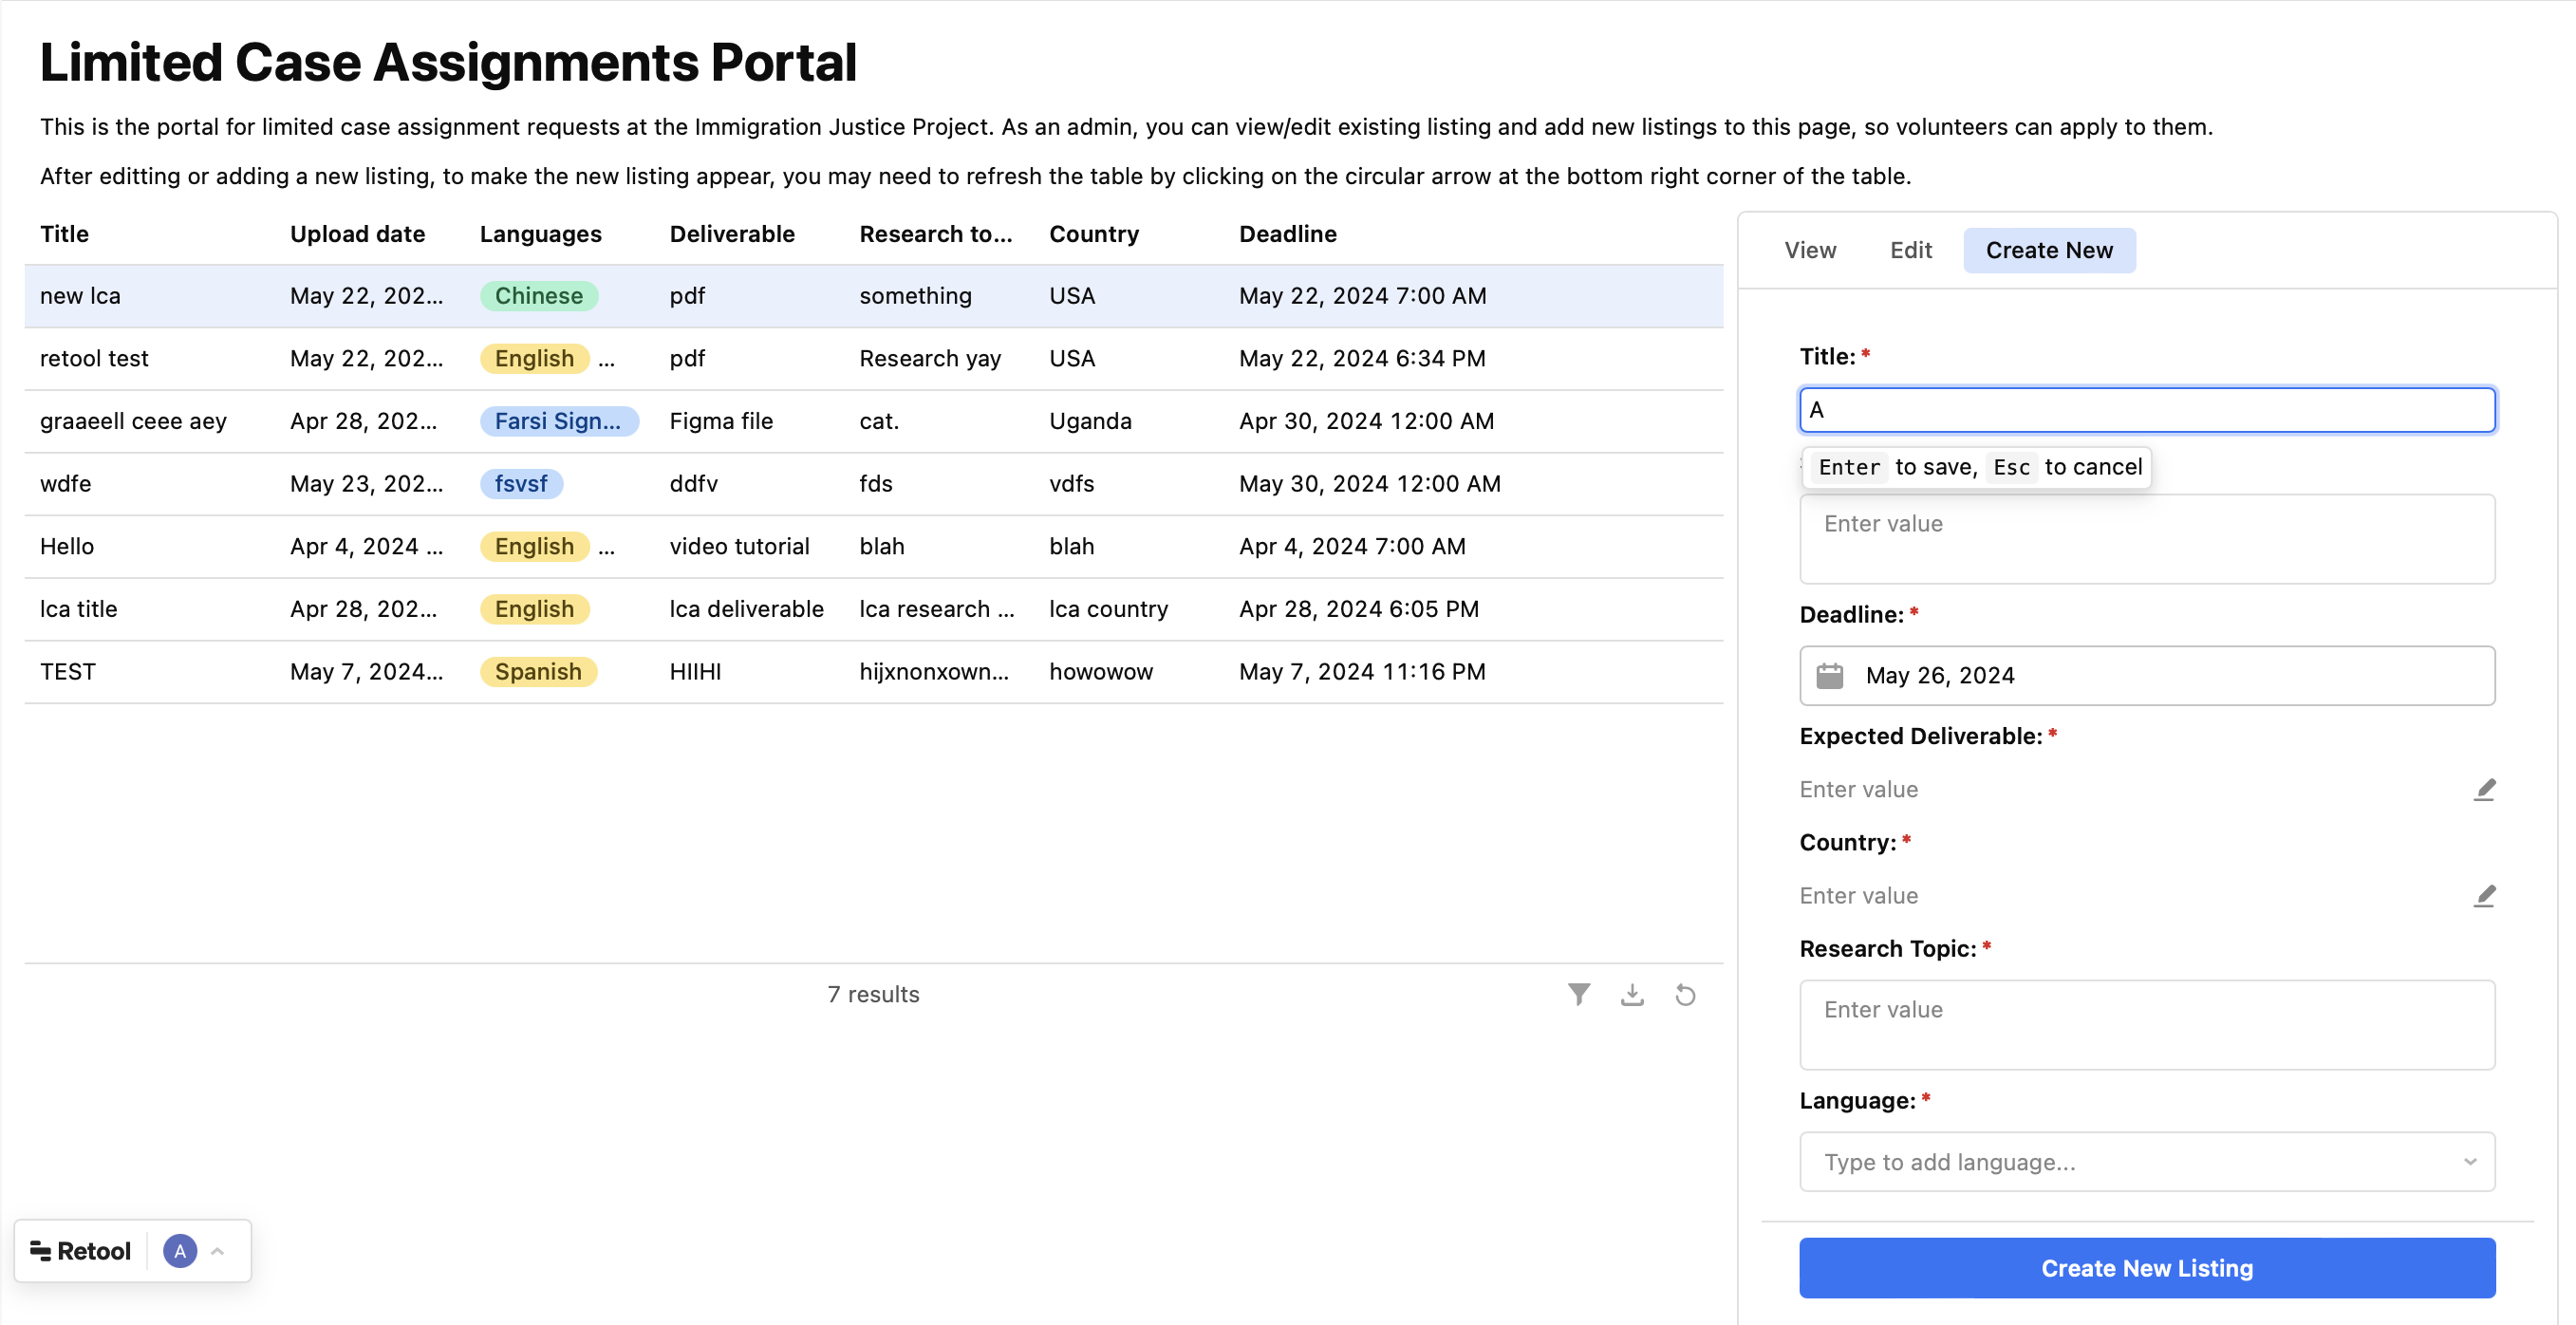 Limited Case Assignments Portal
This is the portal for limited case assignment requests at the Immigration Justice Project. As an admin, you can view/edit existing listing and add new listings to this page, so volunteers can apply to them.
After editting or adding a new listing, to make the new listing appear, you may need to refresh the table by clicking on the circular arrow at the bottom right corner of the table.
Title Upload date Languages Deliverable Research to... Country Deadline
new lca May 22, 202... Chinese pdf something USA May 22, 2024 7:00 AM
retool test May 22, 202... English ... pdf Research yay USA May 22, 2024 6:34 PM
graaeell ceee aey Apr 28, 202... Farsi Sign... Figma file cat. Uganda Apr 30, 2024 12:00 AM
wdfe May 23, 202... fsvsf ddfv fds vdfs May 30, 2024 12:00 AM
Hello Apr 4, 2024 ... English ... video tutorial blah blah Apr 4, 2024 7:00 AM
lca title Apr 28, 202... English lca deliverable lca research ... lca country Apr 28, 2024 6:05 PM
TEST May 7, 2024... Spanish HIIHI hijxnonxown... howowow May 7, 2024 11:16 PM
7 results
View Edit Create New
Title: *
A
Enter to save, Esc to cancel
Enter value
Deadline: *
May 26, 2024
Expected Deliverable: *
Enter value
Country: *
Enter value
Research Topic: *
Enter value
Language: *
Type to add language...
Create New Listing
Retool A